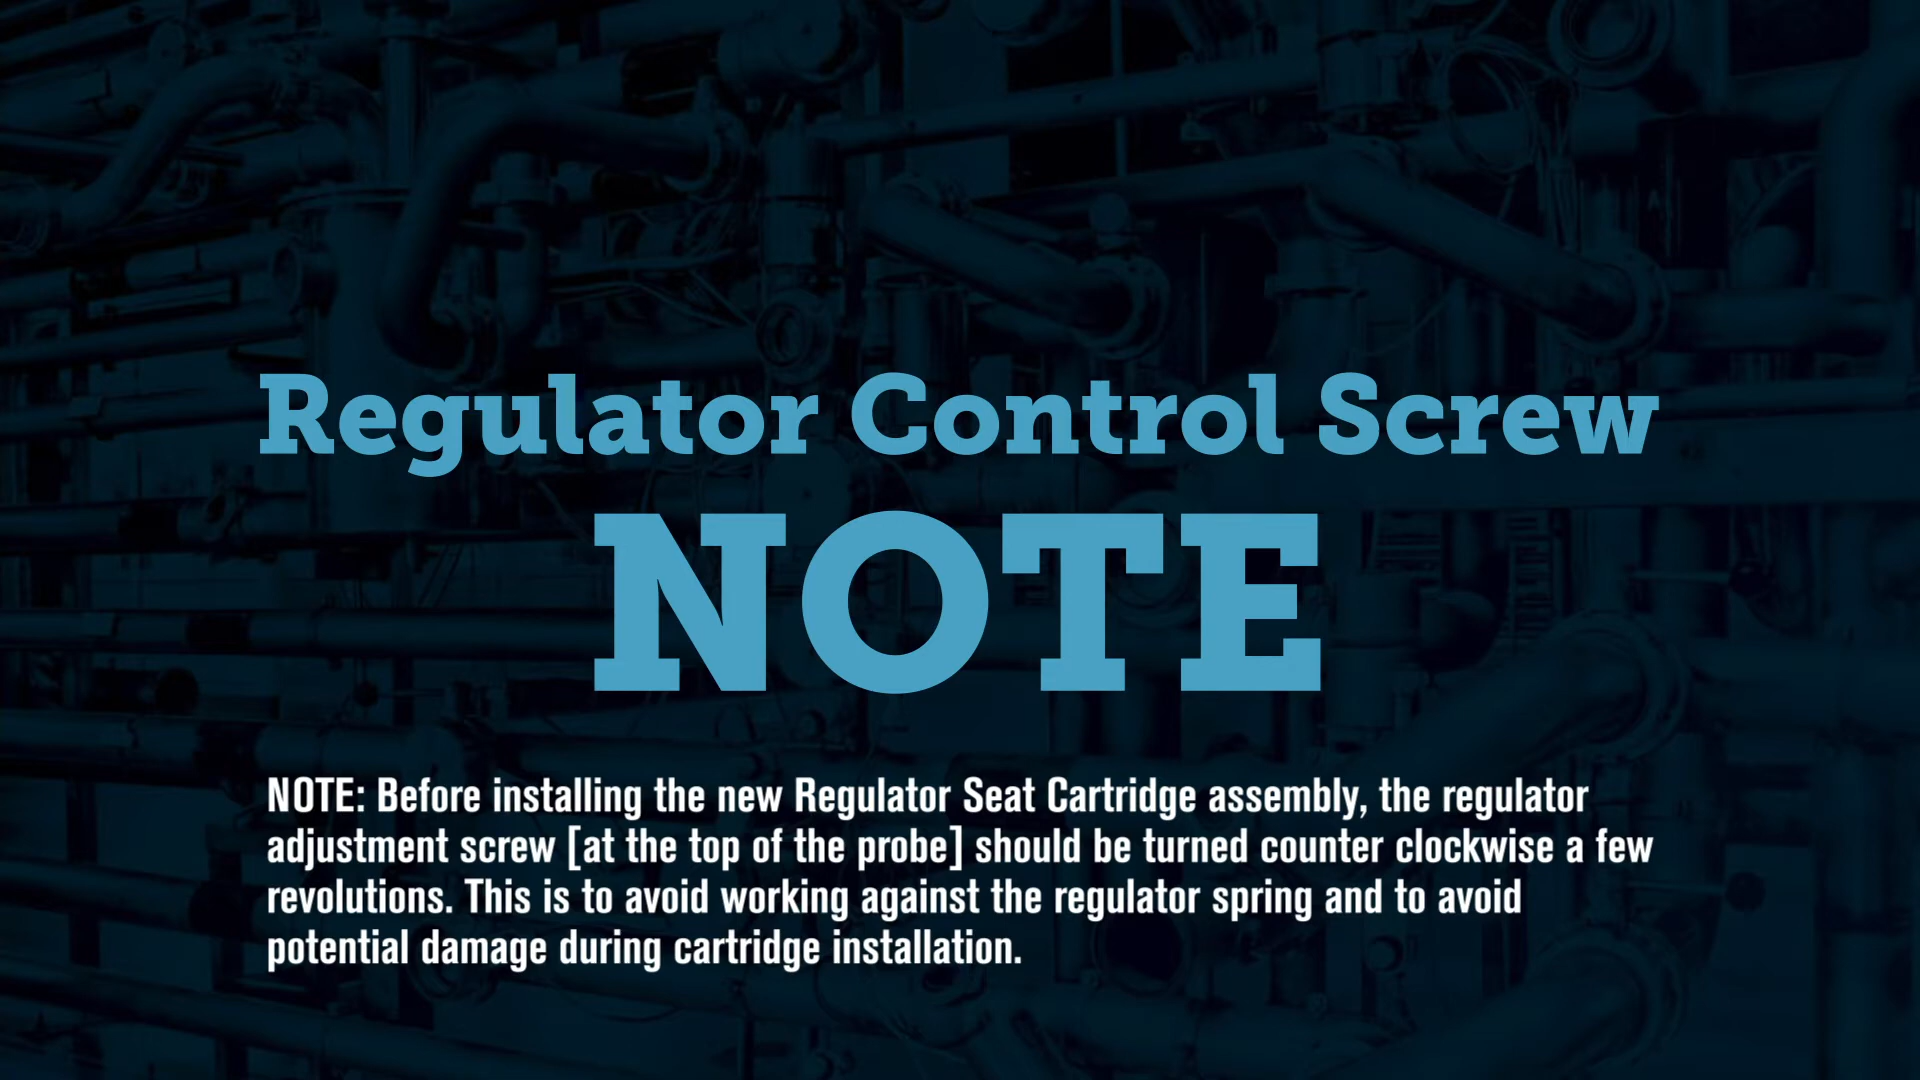 Regulator Control Screw
NOTE
NOTE: Before installing the new Regulator Seat Cartridge assembly, the regulator
adjustment screw [at the top of the probe] should be turned counter clockwise a few
revolutions. This is to avoid working against the regulator spring and to avoid
potential damage during cartridge installation.